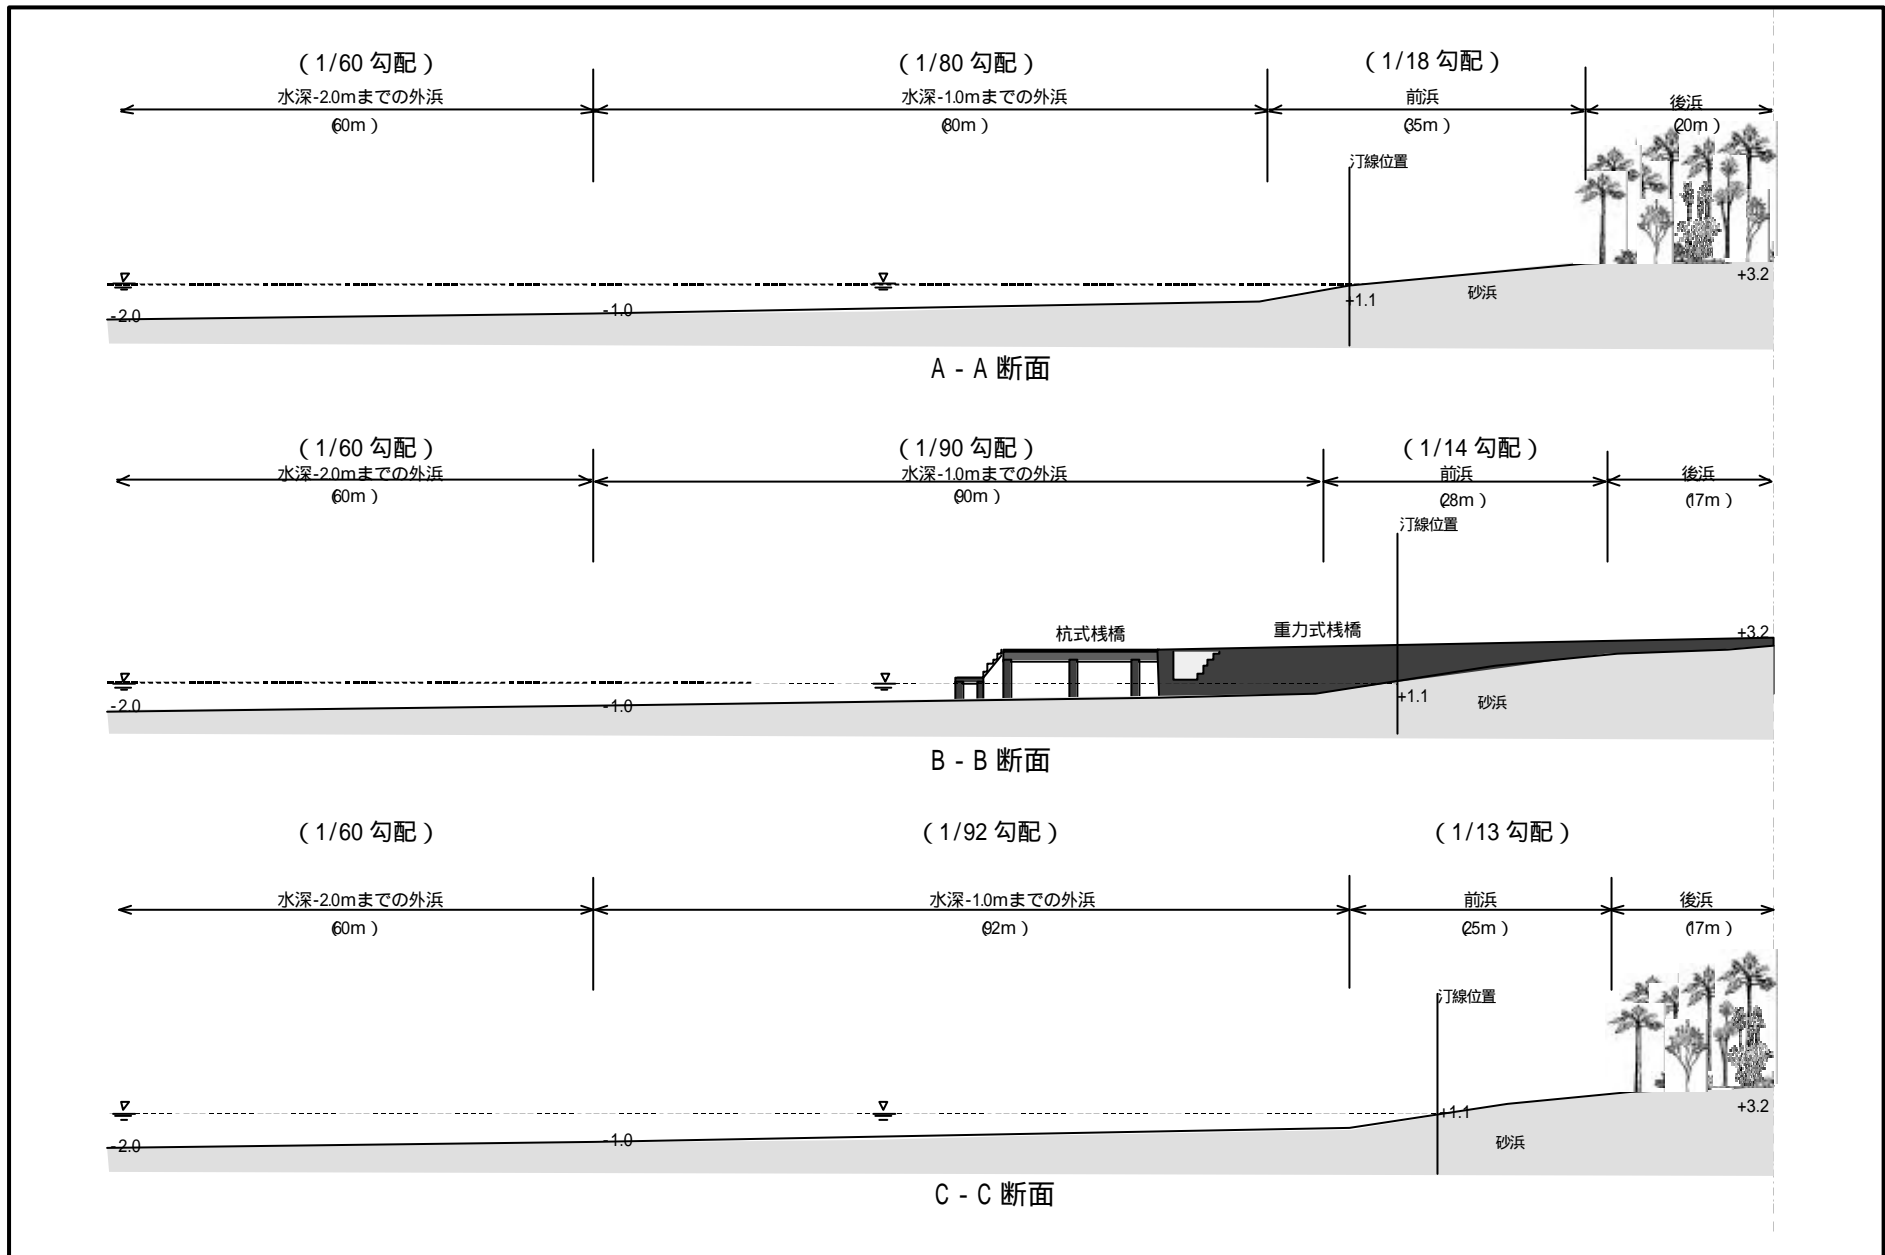 （1/60 勾配）
（1/80 勾配）
（1/18 勾配）
水深-2.0mまでの外浜
水深-1.0mまでの外浜
前浜
後浜
（60m）
（80m）
（35m）
（20m）
汀線位置
-2.0
-1.0
+1.1
砂浜
+3.2
A - A 断面
（1/60 勾配）
（1/90 勾配）
（1/14 勾配）
水深-2.0mまでの外浜
水深-1.0mまでの外浜
前浜
後浜
（60m）
（90m）
（28m）
（17m）
汀線位置
杭式桟橋
重力式桟橋
+3.2
-2.0
-1.0
+1.1
砂浜
B - B 断面
（1/60 勾配）
（1/92 勾配）
（1/13 勾配）
水深-2.0mまでの外浜
水深-1.0mまでの外浜
前浜
後浜
（60m）
（92m）
（25m）
（17m）
汀線位置
-2.0
-1.0
+1.1
砂浜
+3.2
C - C 断面